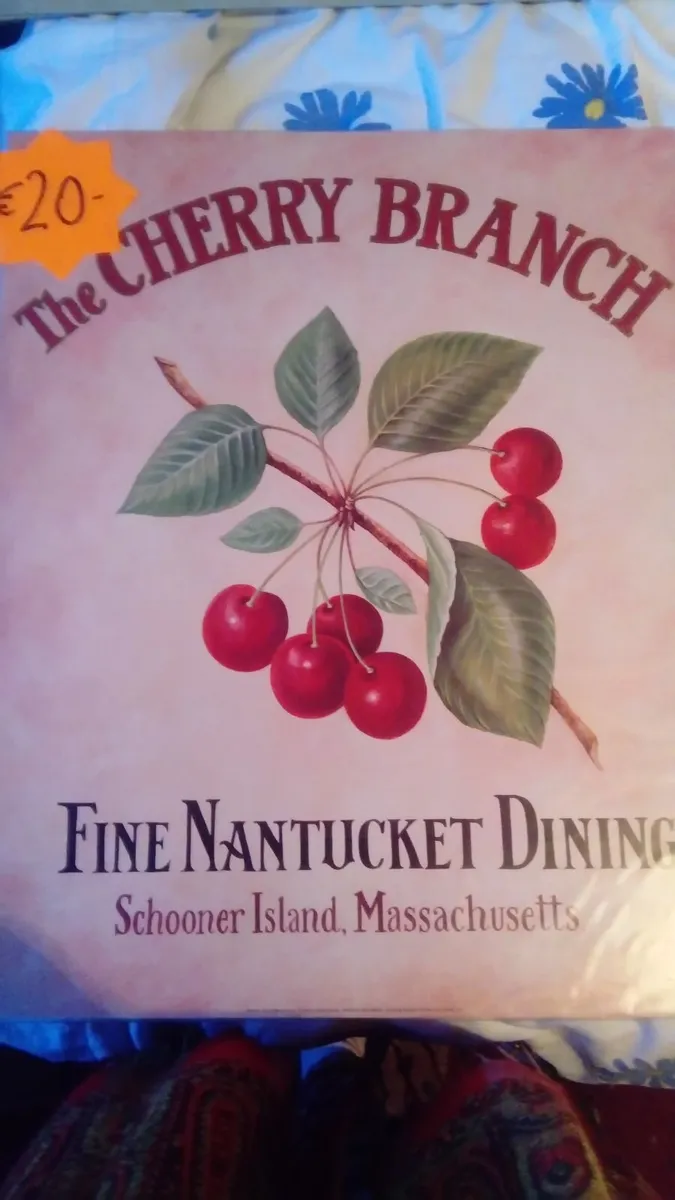 €20-
The CHERRY BRANCH
FINE NANTUCKET DINING
Schooner Island, Massachusetts